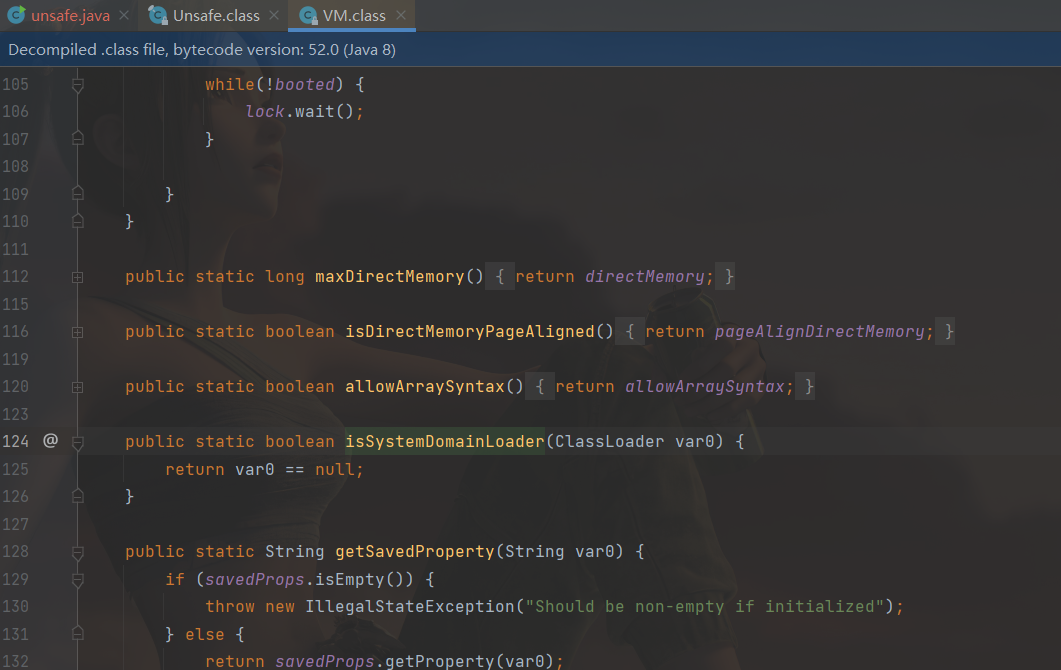 unsafe.java Unsafe.class VM.class
Decompiled .class file, bytecode version: 52.0 (Java 8)
105 while(!booted) {
106 lock.wait();
107 }
108
109 }
110 }
111
112 public static long maxDirectMemory() { return directMemory; }
115
116 public static boolean isDirectMemoryPageAligned() { return pageAlignDirectMemory; }
119
120 public static boolean allowArraySyntax() { return allowArraySyntax; }
123
124 @ public static boolean isSystemDomainLoader(ClassLoader var0) {
125 return var0 == null;
126 }
127
128 public static String getSavedProperty(String var0) {
129 if (savedProps.isEmpty()) {
130 throw new IllegalStateException("Should be non-empty if initialized");
131 } else {
132 return savedProps.getProperty(var0);